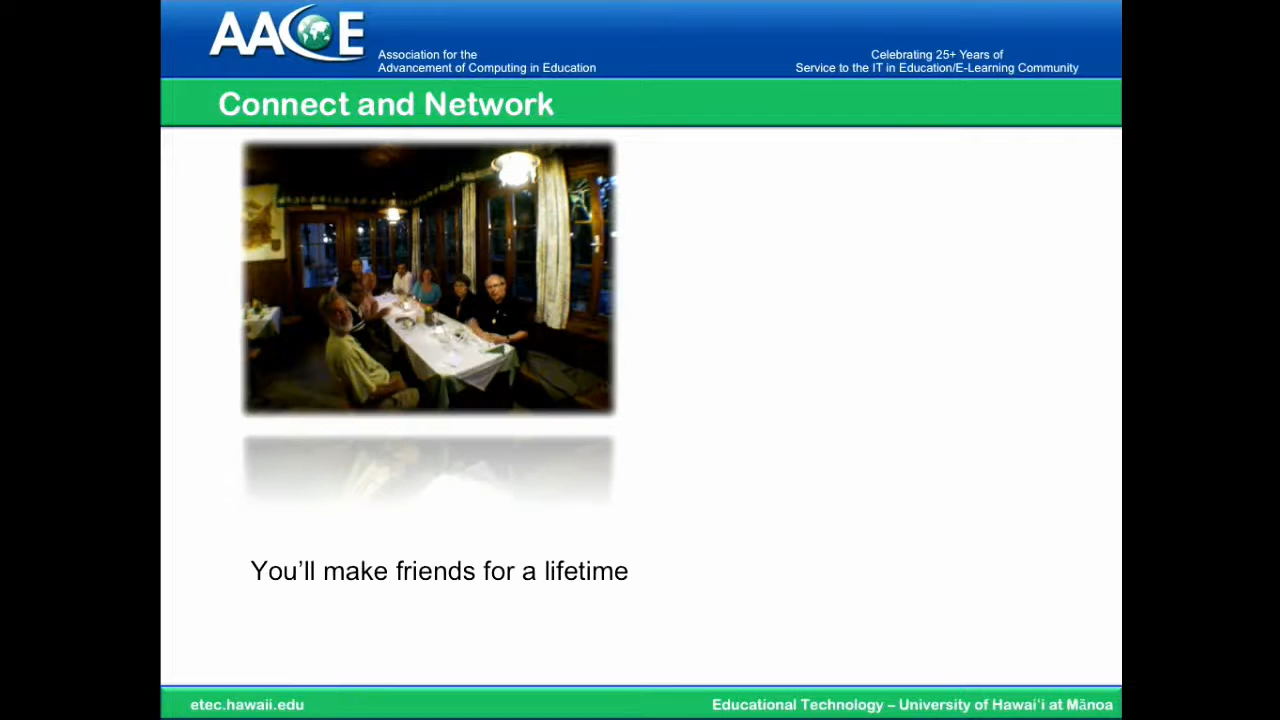 AACE
Association for the
Advancement of Computing in Education
Celebrating 25+ Years of
Service to the IT in Education/E-Learning Community
Connect and Network
You’ll make friends for a lifetime
etec.hawaii.edu
Educational Technology – University of Hawai‘i at Mānoa